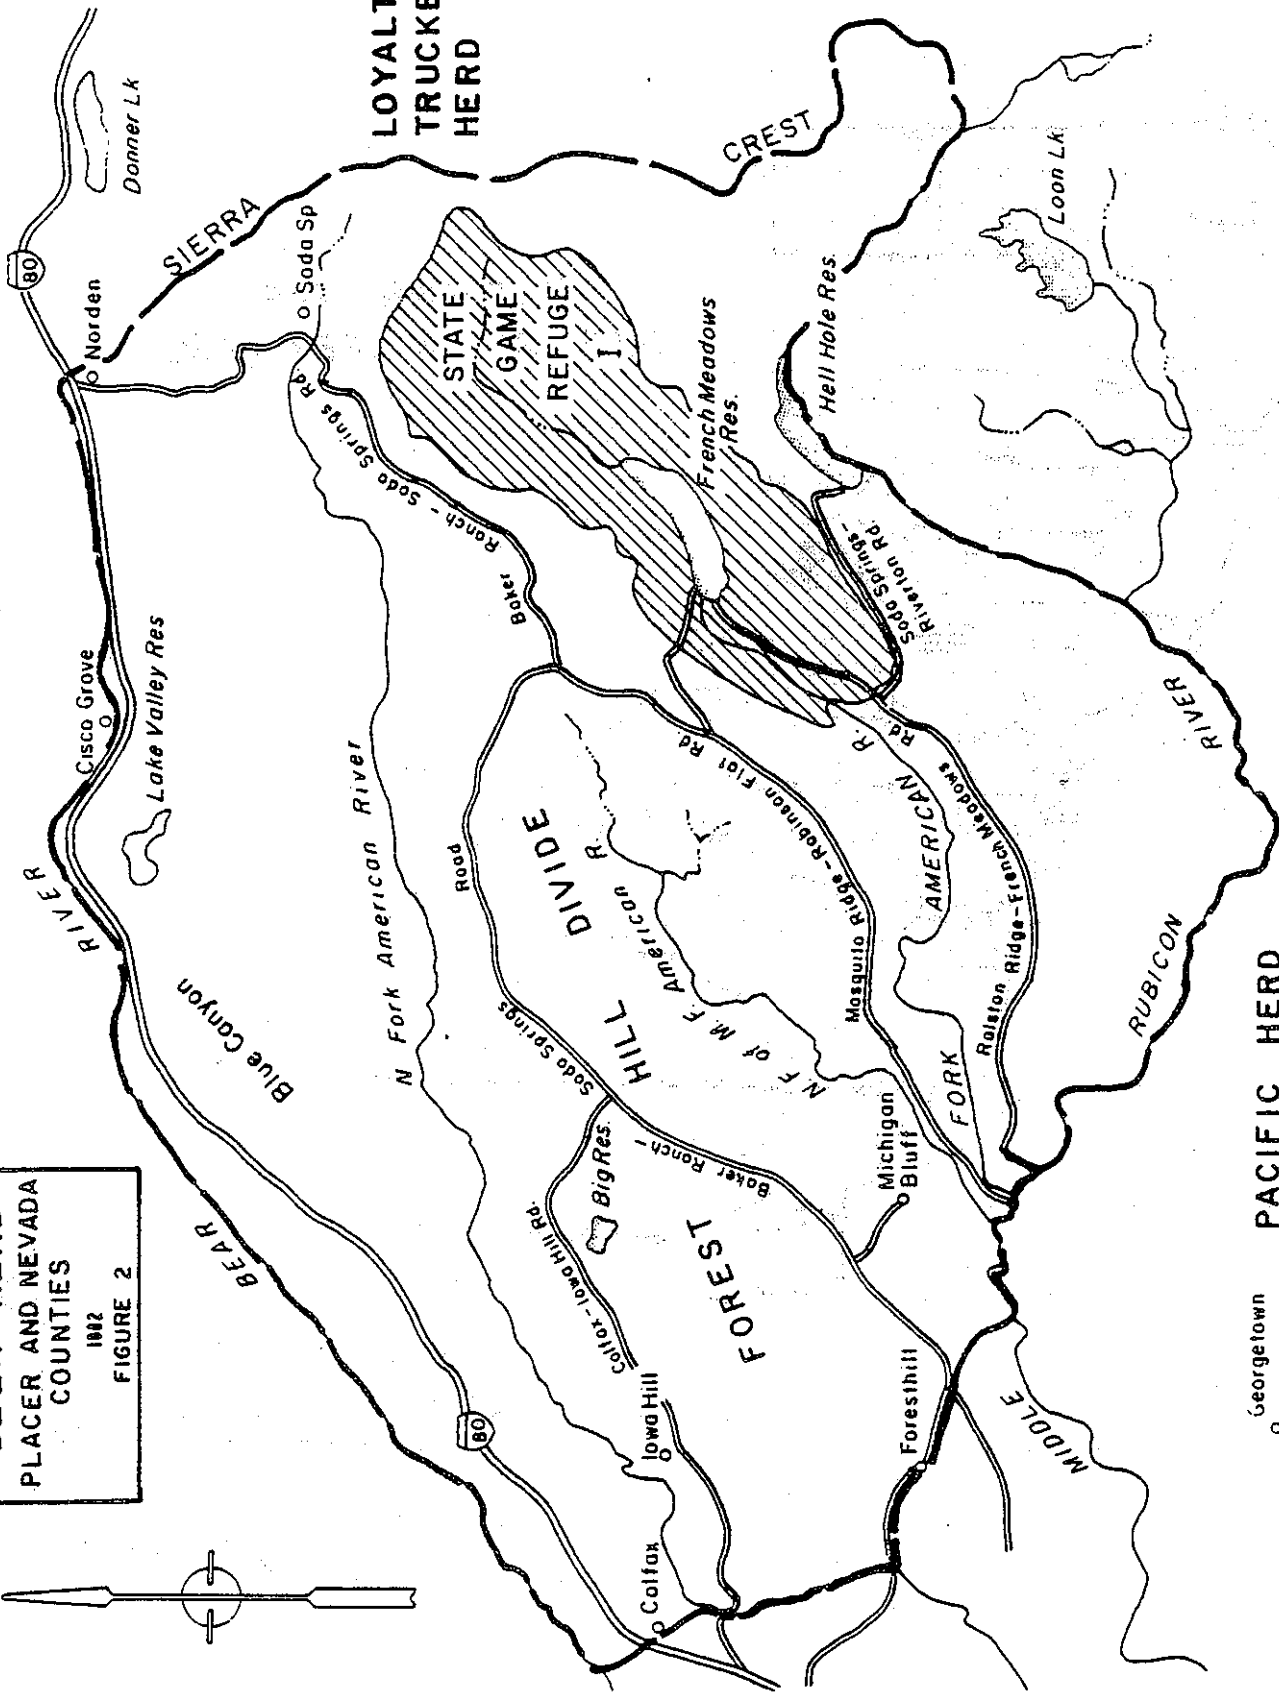 PLACER AND NEVADA
COUNTIES
1982
FIGURE 2
LOYALT
TRUCKE
HERD
80
Donner Lk
Norden
SIERRA
CREST
Soda Sp
Cisco Grove
Lake Valley Res
RIVER
BEAR
Blue Canyon
N Fork American River
STATE
GAME
REFUGE
I
French Meadows
Res.
Hell Hole Res.
Loon Lk
Soda Springs-
Riverton Rd.
Baker Ranch - Soda Springs Rd
Baker Ranch - Soda Springs Road
FOREST HILL DIVIDE
N F of M F American R.
Mosquito Ridge-Robinson Flat Rd
Ralston Ridge-French Meadows Rd
MIDDLE FORK AMERICAN R.
RUBICON RIVER
Big Res.
Colfax-Iowa Hill Rd.
Michigan
Bluff
Iowa Hill
80
Colfax
Foresthill
Georgetown
PACIFIC HERD